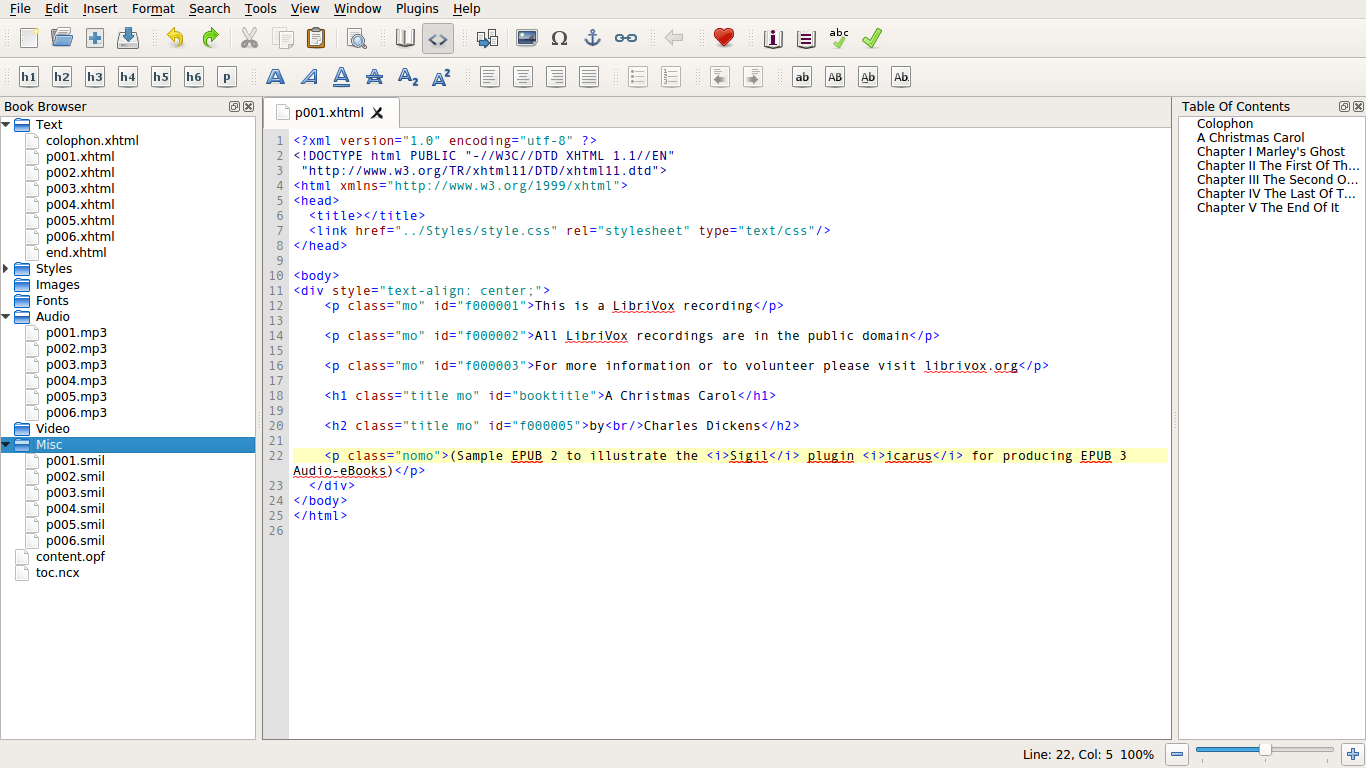 File Edit Insert Format Search Tools View Window Plugins Help
Ω abc
h1 h2 h3 h4 h5 h6 p A A A A A₂ A² ab AB Ab Ab
Book Browser
Text
colophon.xhtml
p001.xhtml
p002.xhtml
p003.xhtml
p004.xhtml
p005.xhtml
p006.xhtml
end.xhtml
Styles
Images
Fonts
Audio
p001.mp3
p002.mp3
p003.mp3
p004.mp3
p005.mp3
p006.mp3
Video
Misc
p001.smil
p002.smil
p003.smil
p004.smil
p005.smil
p006.smil
content.opf
toc.ncx
p001.xhtml
1 <?xml version="1.0" encoding="utf-8" ?>
2 <!DOCTYPE html PUBLIC "-//W3C//DTD XHTML 1.1//EN"
3 "http://www.w3.org/TR/xhtml11/DTD/xhtml11.dtd">
4 <html xmlns="http://www.w3.org/1999/xhtml">
5 <head>
6 <title></title>
7 <link href="../Styles/style.css" rel="stylesheet" type="text/css"/>
8 </head>
9
10 <body>
11 <div style="text-align: center;">
12 <p class="mo" id="f000001">This is a LibriVox recording</p>
13
14 <p class="mo" id="f000002">All LibriVox recordings are in the public domain</p>
15
16 <p class="mo" id="f000003">For more information or to volunteer please visit librivox.org</p>
17
18 <h1 class="title mo" id="booktitle">A Christmas Carol</h1>
19
20 <h2 class="title mo" id="f000005">by<br/>Charles Dickens</h2>
21
22 <p class="nomo">(Sample EPUB 2 to illustrate the <i>Sigil</i> plugin <i>icarus</i> for producing EPUB 3
Audio-eBooks)</p>
23 </div>
24 </body>
25 </html>
26
Table Of Contents
Colophon
A Christmas Carol
Chapter I Marley's Ghost
Chapter II The First Of Th...
Chapter III The Second O...
Chapter IV The Last Of T...
Chapter V The End Of It
Line: 22, Col: 5 100%